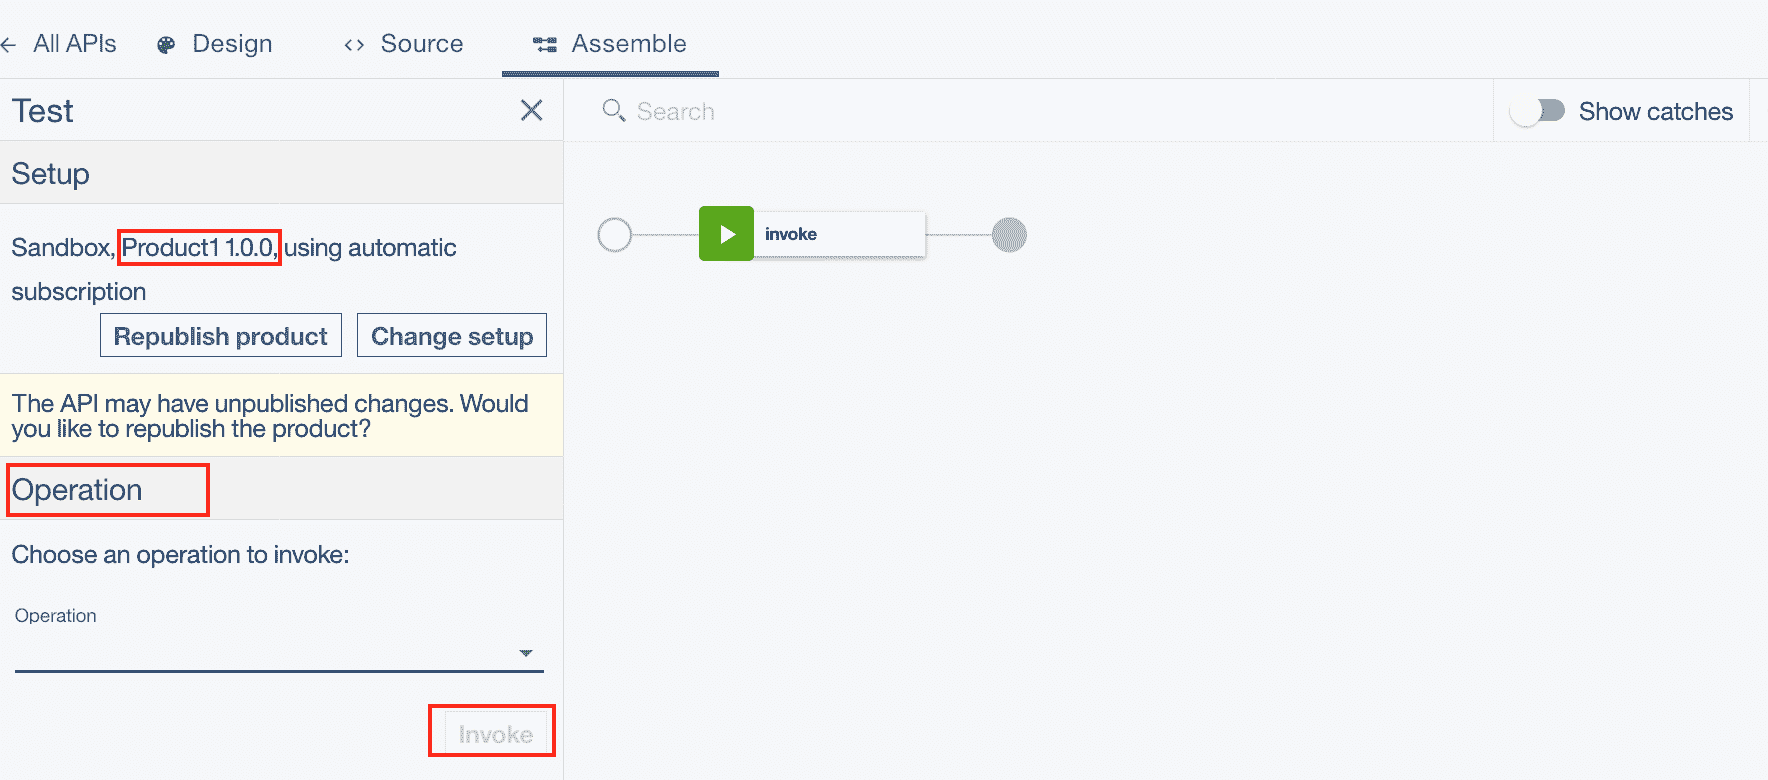 All APIs Design Source Assemble
Test
Search
Show catches
Setup
Sandbox, Product1 1.0.0, using automatic
subscription
invoke
Republish product Change setup
The API may have unpublished changes. Would
you like to republish the product?
Operation
Choose an operation to invoke:
Operation
Invoke